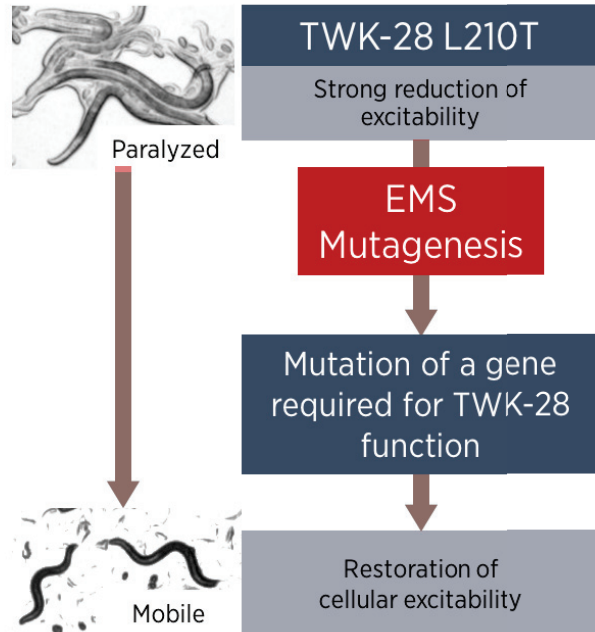 TWK-28 L210T
Strong reduction of
excitability
Paralyzed
EMS
Mutagenesis
Mutation of a gene
required for TWK-28
function
Mobile
Restoration of
cellular excitability